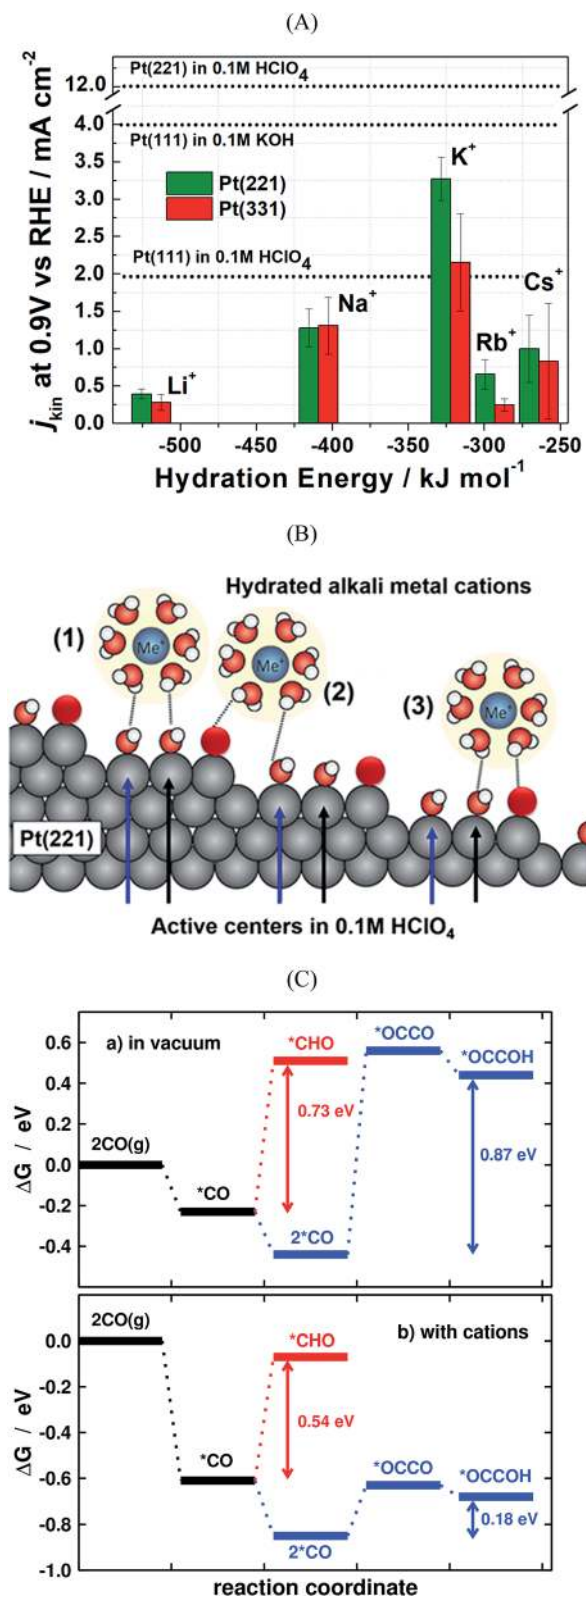 (A)
Pt(221) in 0.1M HClO4
12.0
4.0
Pt(111) in 0.1M KOH
K+
3.5
Pt(221)
3.0
Pt(331)
2.5
Pt(111) in 0.1M HClO4
2.0
Cs+
Na+
1.5
Rb+
1.0
Li+
0.5
0.0
jkin at 0.9V vs RHE / mA cm-2
-500 -450 -400 -350 -300 -250
Hydration Energy / kJ mol-1
(B)
Hydrated alkali metal cations
(1)
Me+
Me+
(2)
(3)
Me+
Pt(221)
Active centers in 0.1M HClO4
(C)
a) in vacuum
*CHO
*OCCO
*OCCOH
0.6
0.4
0.73 eV
0.87 eV
0.2
2CO(g)
0.0
*CO
-0.2
2*CO
-0.4
ΔG / eV
2CO(g)
b) with cations
0.0
*CHO
-0.2
0.54 eV
-0.4
*CO
*OCCO
*OCCOH
-0.6
0.18 eV
-0.8
2*CO
-1.0
ΔG / eV
reaction coordinate